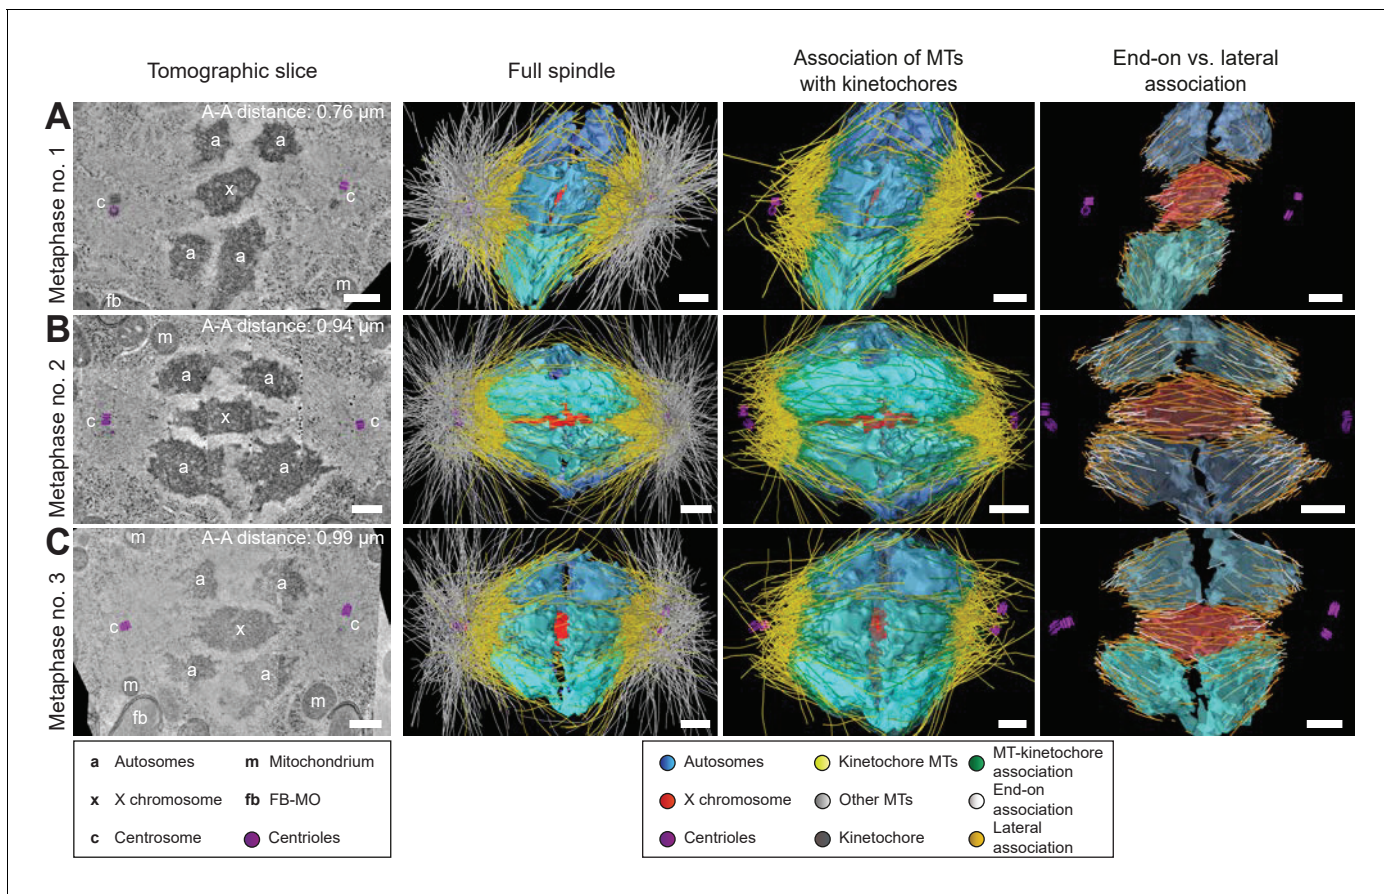 Tomographic slice
Full spindle
Association of MTs
with kinetochores
End-on vs. lateral
association
A
Metaphase no. 1
A-A distance: 0.76 µm
a
a
x
c
c
a
a
m
fb
B
Metaphase no. 2
A-A distance: 0.94 µm
m
a
a
x
c
c
a
a
C
Metaphase no. 3
A-A distance: 0.99 µm
m
a
a
c
x
c
a
a
m
m
fb
a Autosomes
m Mitochondrium
x X chromosome
fb FB-MO
c Centrosome
Centrioles
Autosomes
Kinetochore MTs
MT-kinetochore
association
X chromosome
Other MTs
End-on
association
Centrioles
Kinetochore
Lateral
association